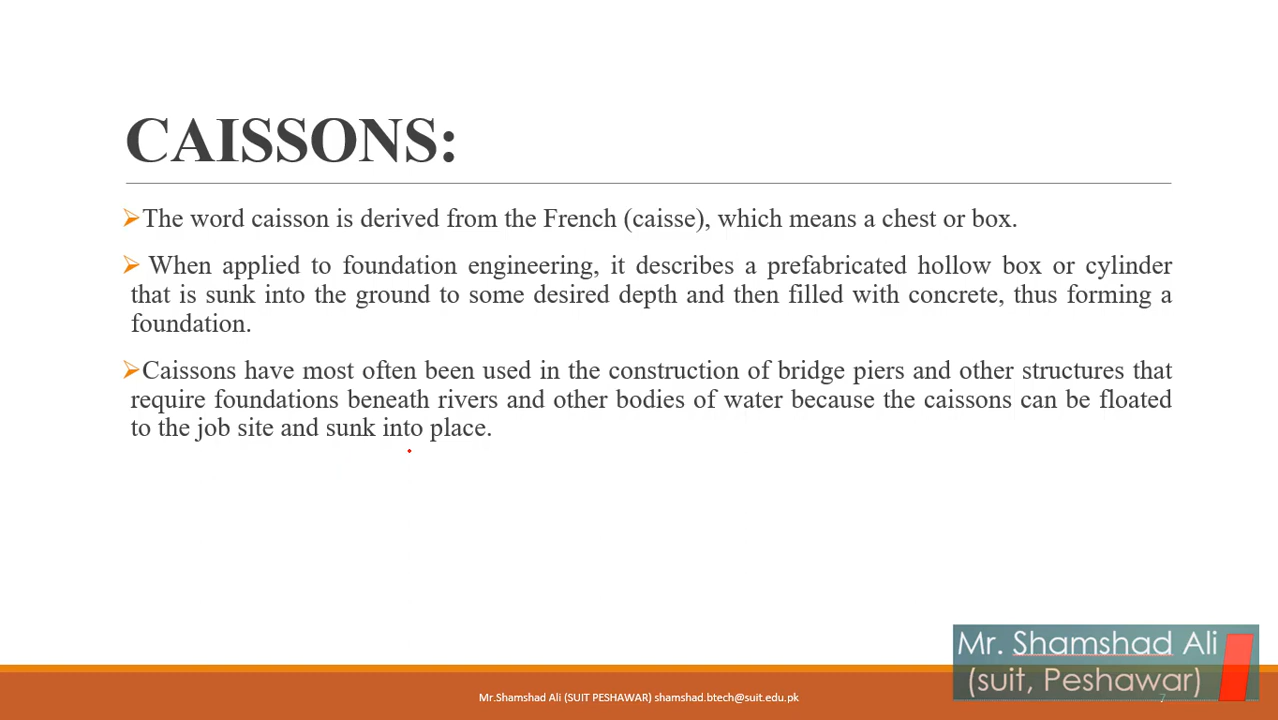 CAISSONS:
The word caisson is derived from the French (caisse), which means a chest or box.
When applied to foundation engineering, it describes a prefabricated hollow box or cylinder
that is sunk into the ground to some desired depth and then filled with concrete, thus forming a
foundation.
Caissons have most often been used in the construction of bridge piers and other structures that
require foundations beneath rivers and other bodies of water because the caissons can be floated
to the job site and sunk into place.
Mr. Shamshad Ali
(suit, Peshawar)
Mr.Shamshad Ali (SUIT PESHAWAR) shamshad.btech@suit.edu.pk
7